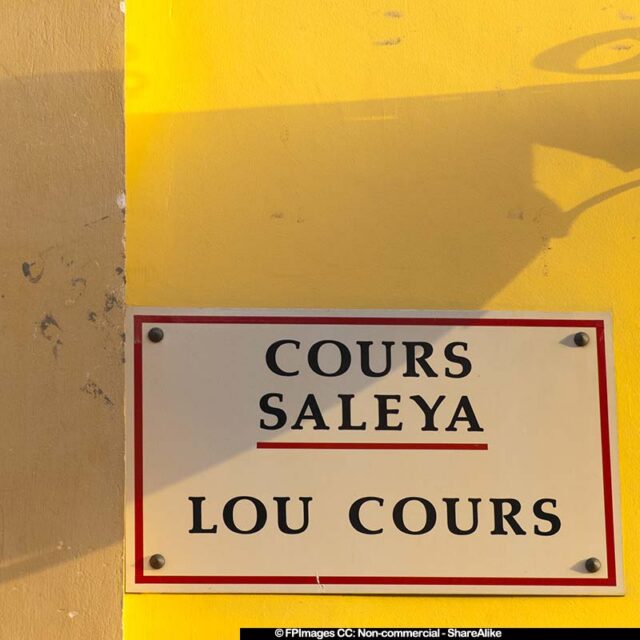 COURS
SALEYA
LOU COURS
© FPImages CC: Non-commercial - ShareAlike